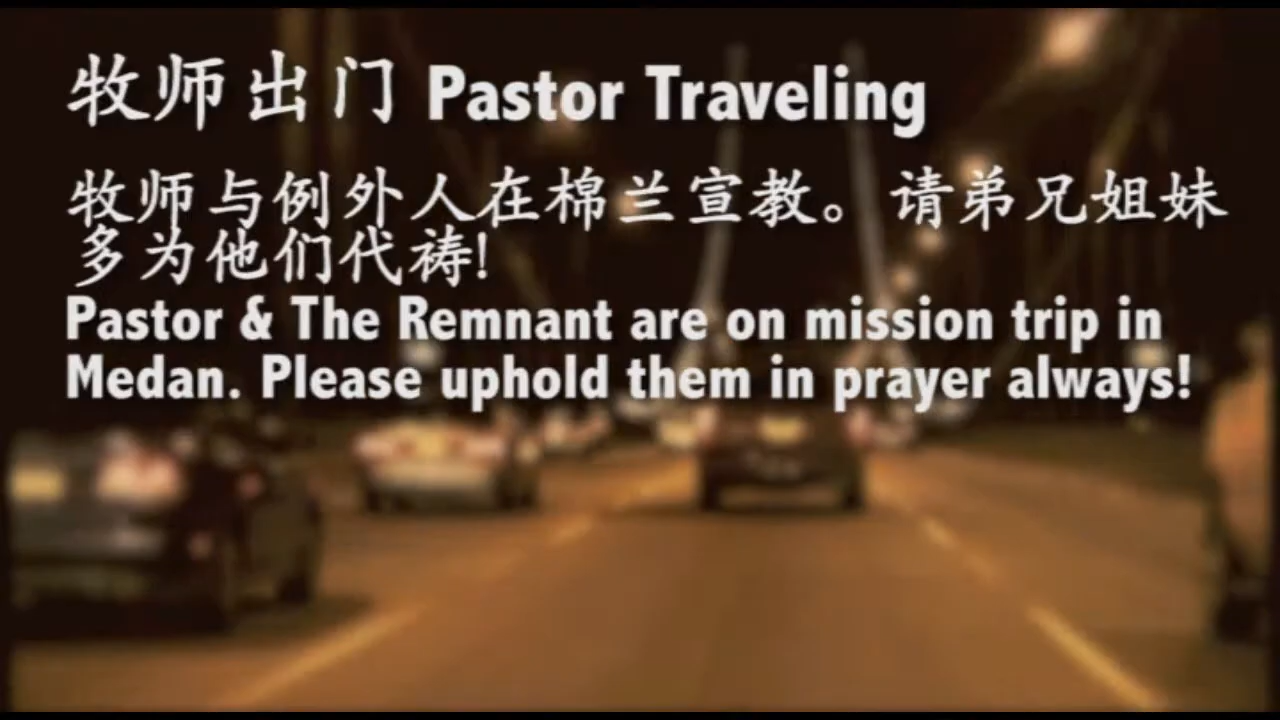 牧师出门 Pastor Traveling
牧师与例外人在棉兰宣教。请弟兄姐妹
多为他们代祷!
Pastor & The Remnant are on mission trip in
Medan. Please uphold them in prayer always!